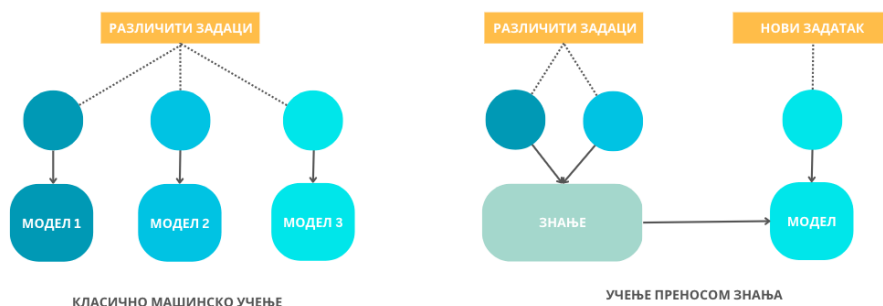 РАЗЛИЧИТИ ЗАДАЦИ
МОДЕЛ 1
МОДЕЛ 2
МОДЕЛ 3
КЛАСИЧНО МАШИНСКО УЧЕЊЕ
РАЗЛИЧИТИ ЗАДАЦИ
НОВИ ЗАДАТАК
ЗНАЊЕ
МОДЕЛ
УЧЕЊЕ ПРЕНОСОМ ЗНАЊА